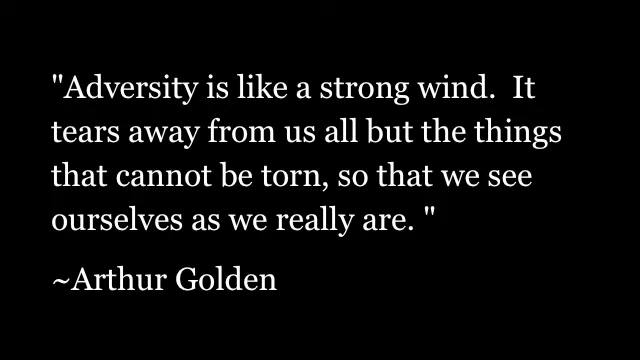 "Adversity is like a strong wind.  It
tears away from us all but the things
that cannot be torn, so that we see
ourselves as we really are. "
~Arthur Golden